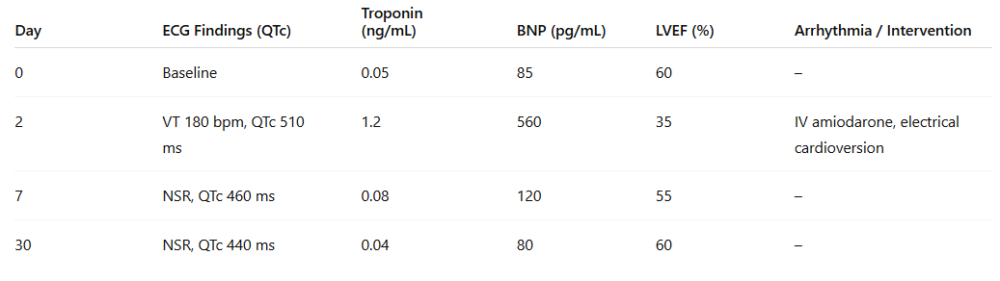 Day ECG Findings (QTc) Troponin (ng/mL) BNP (pg/mL) LVEF (%) Arrhythmia / Intervention
0 Baseline 0.05 85 60 –
2 VT 180 bpm, QTc 510 ms 1.2 560 35 IV amiodarone, electrical cardioversion
7 NSR, QTc 460 ms 0.08 120 55 –
30 NSR, QTc 440 ms 0.04 80 60 –